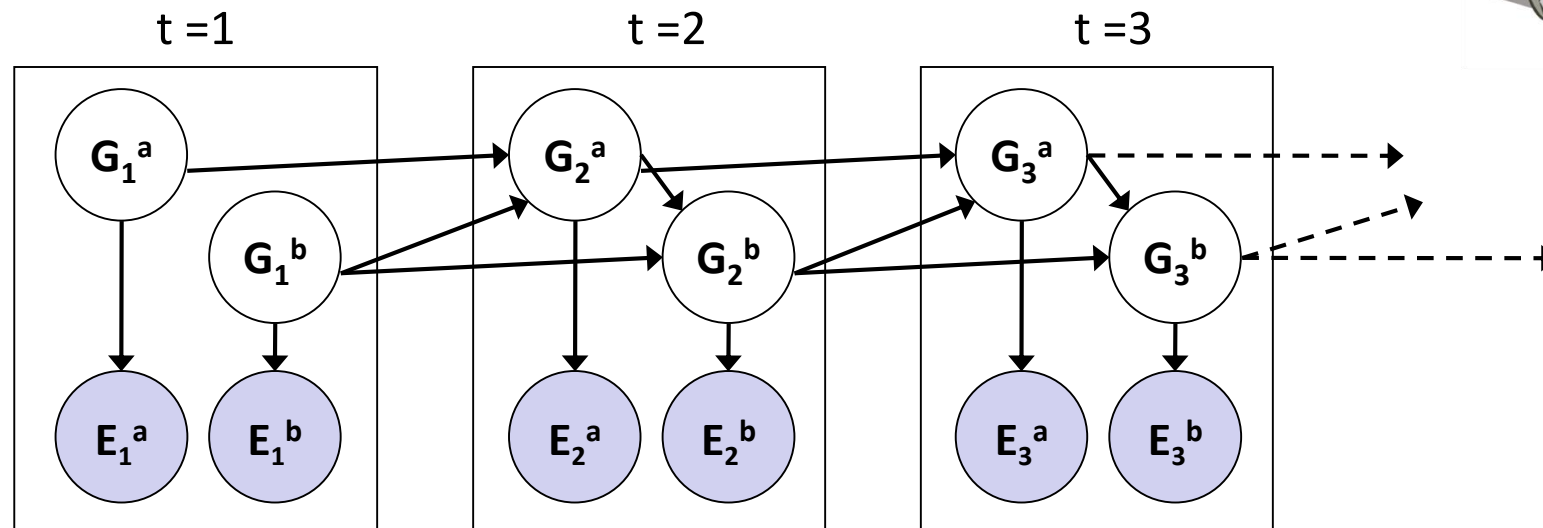 t =1 t =2 t =3
G₁ᵃ G₂ᵃ G₃ᵃ
G₁ᵇ G₂ᵇ G₃ᵇ
E₁ᵃ E₁ᵇ E₂ᵃ E₂ᵇ E₃ᵃ E₃ᵇ